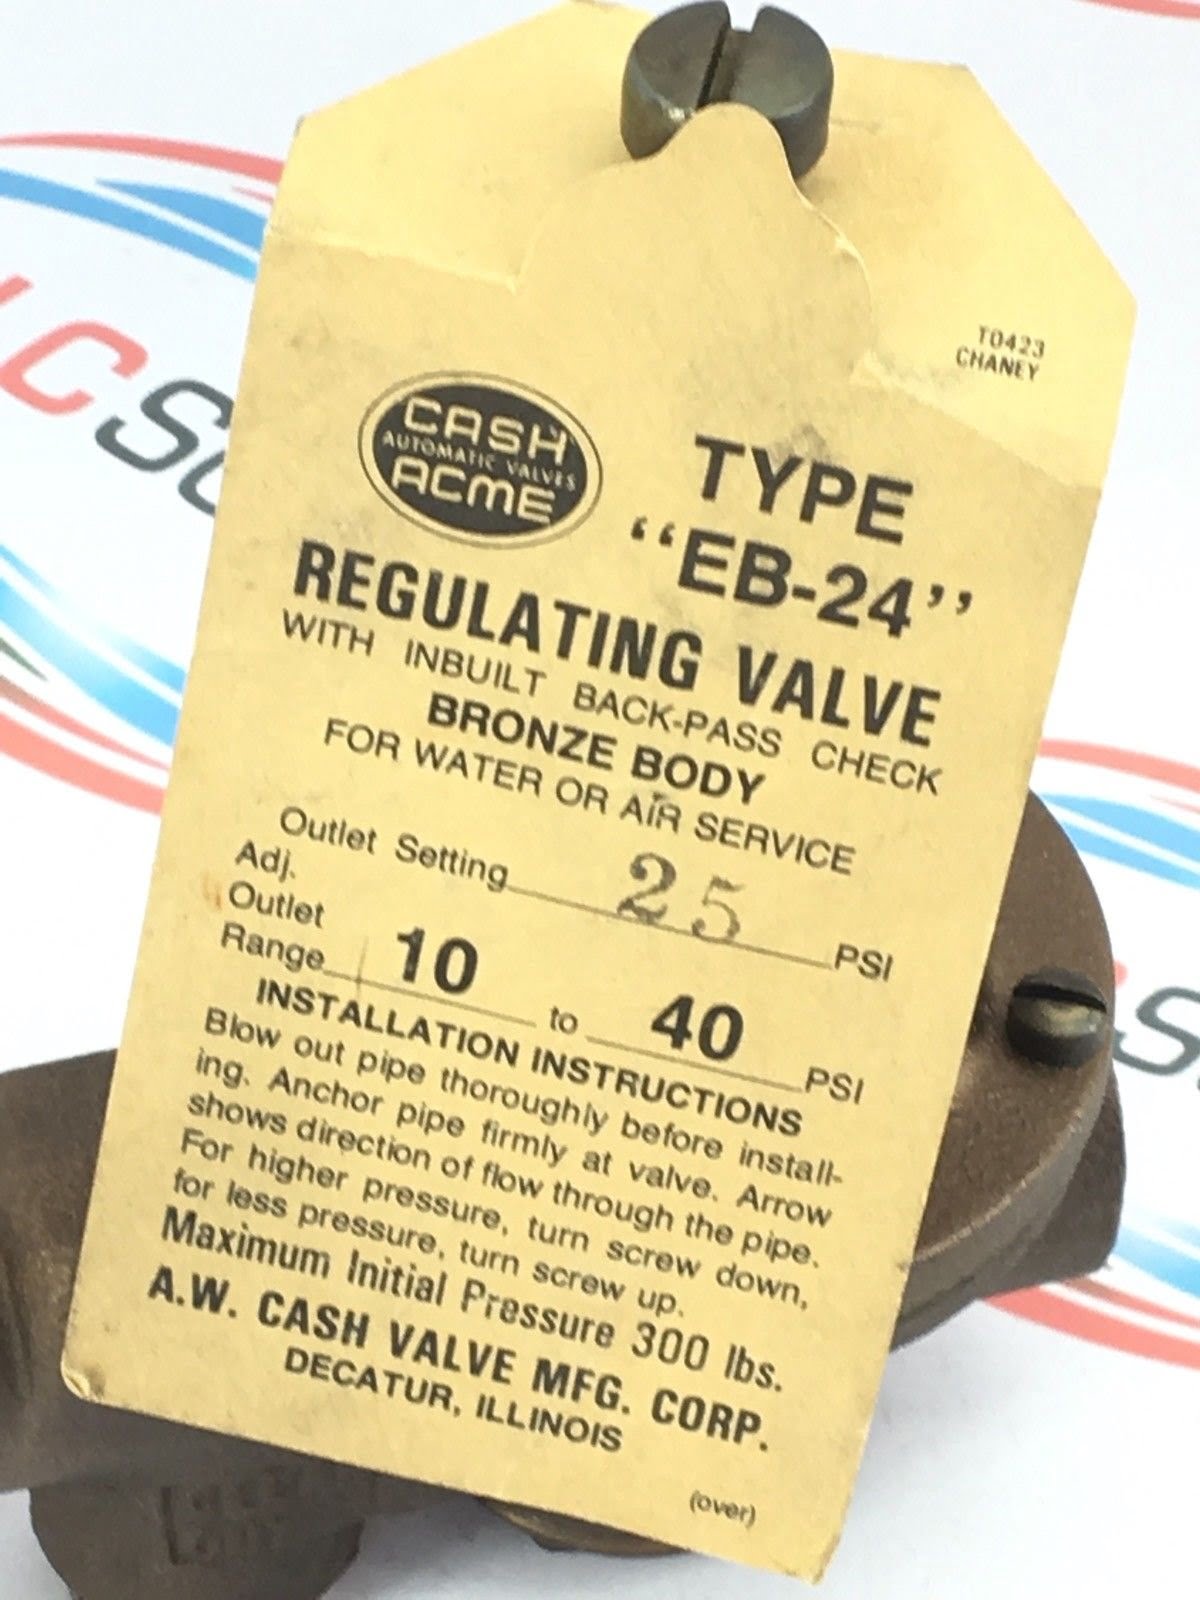 T0423
CHANEY
CASH
AUTOMATIC VALVES
ACME
TYPE
"EB-24"
REGULATING VALVE
WITH INBUILT BACK-PASS CHECK
BRONZE BODY
FOR WATER OR AIR SERVICE
Outlet Setting 25 PSI
Adj.
Outlet
Range 10 to 40 PSI
INSTALLATION INSTRUCTIONS
Blow out pipe thoroughly before install-
ing. Anchor pipe firmly at valve. Arrow
shows direction of flow through the pipe.
For higher pressure, turn screw down,
for less pressure, turn screw up.
Maximum Initial Pressure 300 lbs.
A.W. CASH VALVE MFG. CORP.
DECATUR, ILLINOIS
(over)